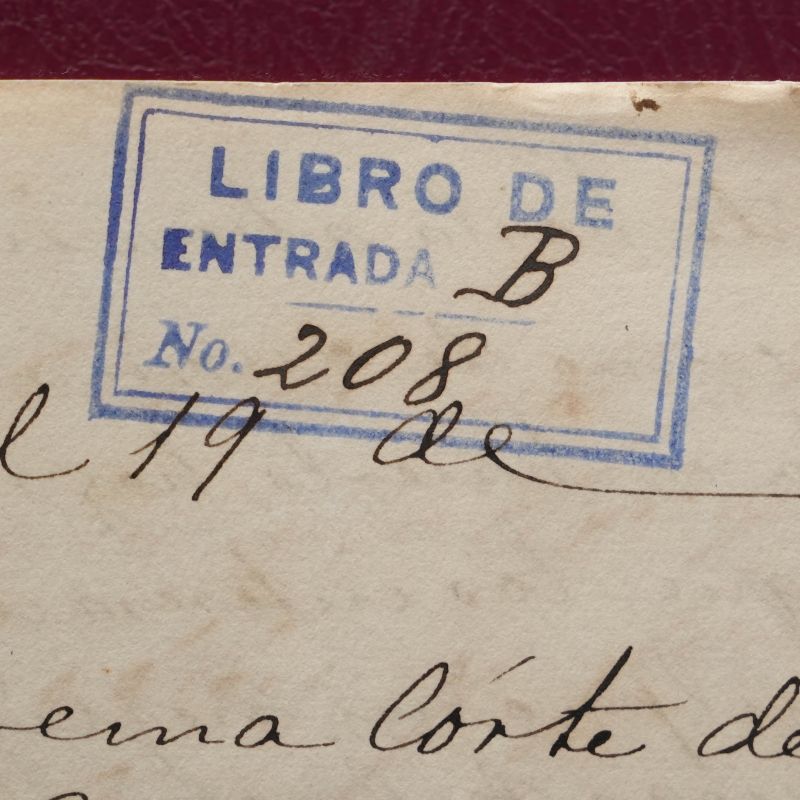 LIBRO DE
ENTRADA B
No. 208
l 19 de
ema Córte de